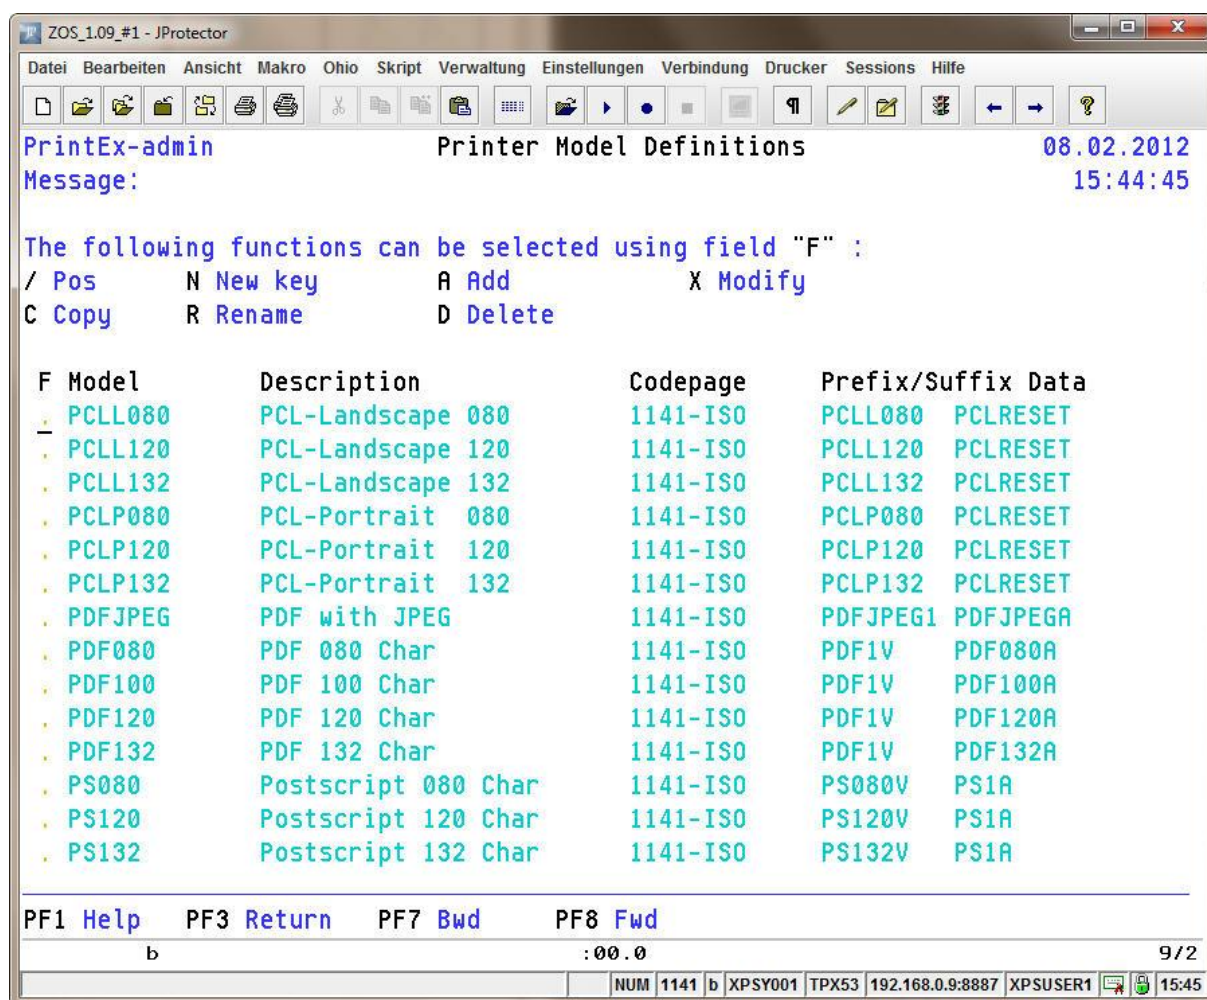 ZOS_1.09_#1 - JProtector
Datei Bearbeiten Ansicht Makro Ohio Skript Verwaltung Einstellungen Verbindung Drucker Sessions Hilfe
PrintEx-admin Printer Model Definitions 08.02.2012
Message: 15:44:45
The following functions can be selected using field "F" :
/ Pos N New key A Add X Modify
C Copy R Rename D Delete
F Model Description Codepage Prefix/Suffix Data
. PCLL080 PCL-Landscape 080 1141-ISO PCLL080 PCLRESET
. PCLL120 PCL-Landscape 120 1141-ISO PCLL120 PCLRESET
. PCLL132 PCL-Landscape 132 1141-ISO PCLL132 PCLRESET
. PCLP080 PCL-Portrait 080 1141-ISO PCLP080 PCLRESET
. PCLP120 PCL-Portrait 120 1141-ISO PCLP120 PCLRESET
. PCLP132 PCL-Portrait 132 1141-ISO PCLP132 PCLRESET
. PDFJPEG PDF with JPEG 1141-ISO PDFJPEG1 PDFJPEGA
. PDF080 PDF 080 Char 1141-ISO PDF1V PDF080A
. PDF100 PDF 100 Char 1141-ISO PDF1V PDF100A
. PDF120 PDF 120 Char 1141-ISO PDF1V PDF120A
. PDF132 PDF 132 Char 1141-ISO PDF1V PDF132A
. PS080 Postscript 080 Char 1141-ISO PS080V PS1A
. PS120 Postscript 120 Char 1141-ISO PS120V PS1A
. PS132 Postscript 132 Char 1141-ISO PS132V PS1A
PF1 Help PF3 Return PF7 Bwd PF8 Fwd
b :00.0 9/2
NUM 1141 b XPSY001 TPX53 192.168.0.9:8887 XPSUSER1 15:45